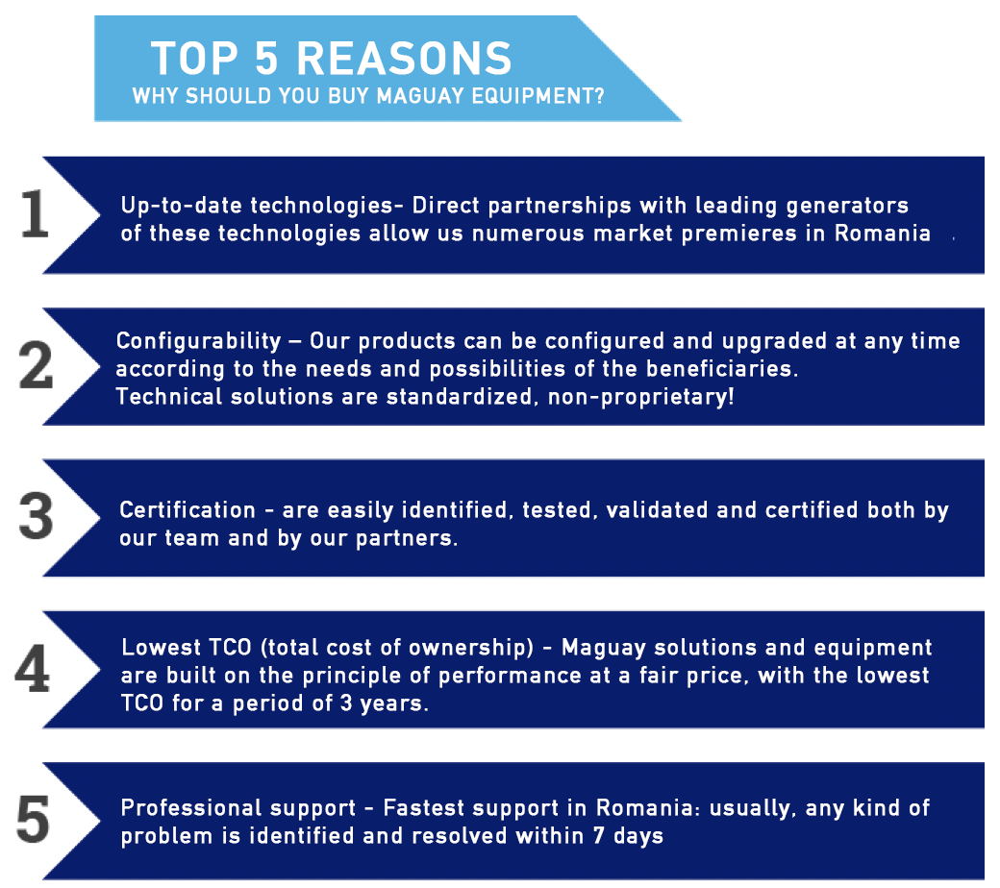 TOP 5 REASONS
WHY SHOULD YOU BUY MAGUAY EQUIPMENT?
1
Up-to-date technologies- Direct partnerships with leading generators
of these technologies allow us numerous market premieres in Romania .
2
Configurability – Our products can be configured and upgraded at any time
according to the needs and possibilities of the beneficiaries.
Technical solutions are standardized, non-proprietary!
3
Certification - are easily identified, tested, validated and certified both by
our team and by our partners.
4
Lowest TCO (total cost of ownership) - Maguay solutions and equipment
are built on the principle of performance at a fair price, with the lowest
TCO for a period of 3 years.
5
Professional support - Fastest support in Romania: usually, any kind of
problem is identified and resolved within 7 days